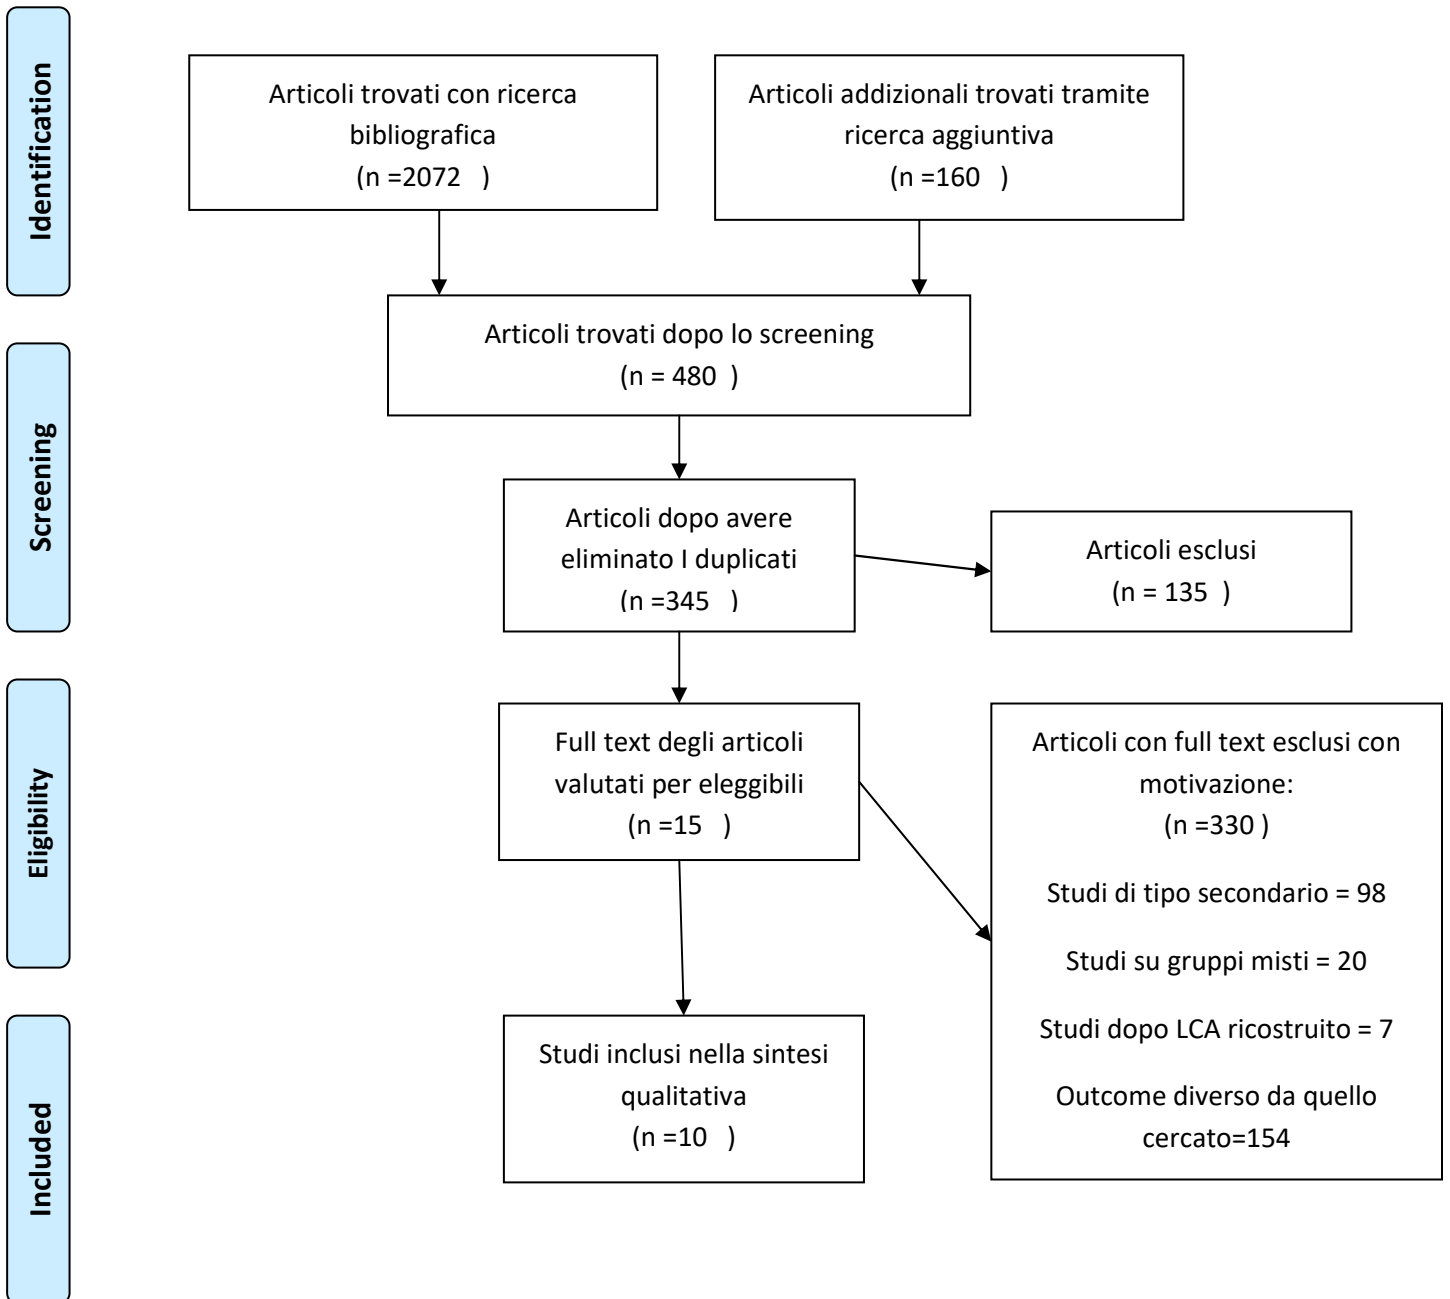 Identification
Articoli trovati con ricerca
bibliografica
(n =2072   )
Articoli addizionali trovati tramite
ricerca aggiuntiva
(n =160   )
Articoli trovati dopo lo screening
(n = 480   )
Screening
Articoli dopo avere
eliminato I duplicati
(n =345   )
Articoli esclusi
(n = 135   )
Eligibility
Full text degli articoli
valutati per eleggibili
(n =15   )
Articoli con full text esclusi con
motivazione:
(n =330 )
Studi di tipo secondario = 98
Studi su gruppi misti = 20
Studi dopo LCA ricostruito = 7
Outcome diverso da quello
cercato=154
Included
Studi inclusi nella sintesi
qualitativa
(n =10   )